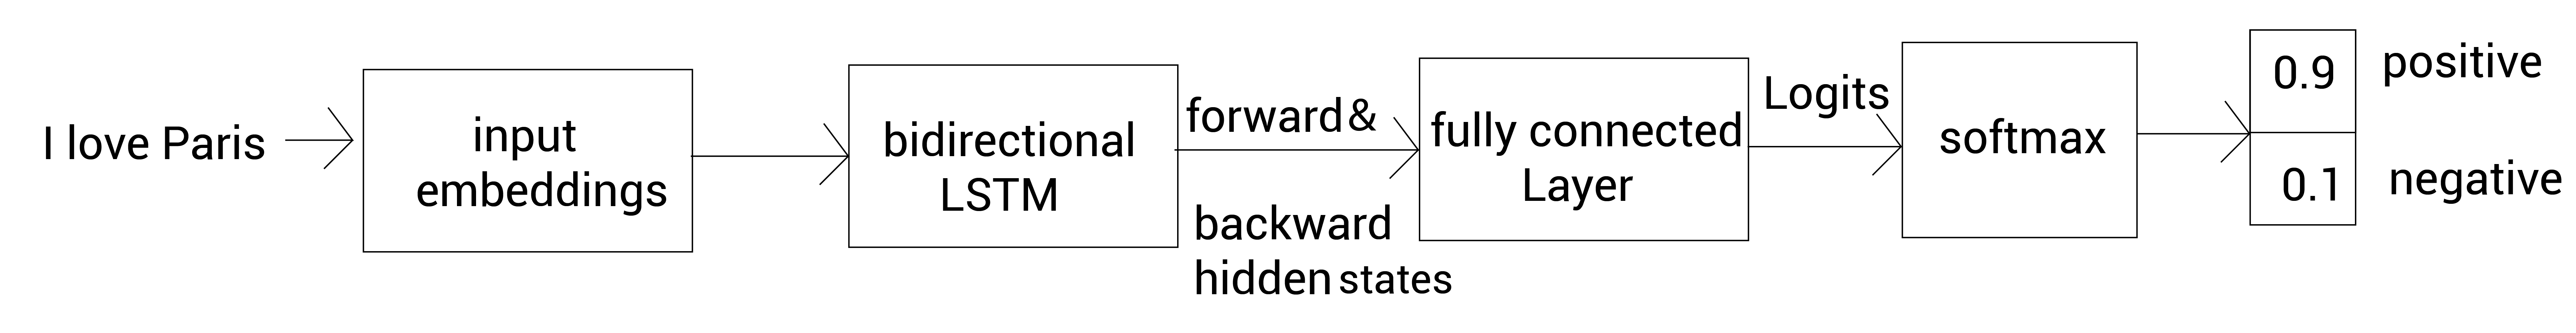 I love Paris
input
embeddings
bidirectional
LSTM
forward &
backward
hidden states
fully connected
Layer
Logits
softmax
0.9
positive
0.1
negative